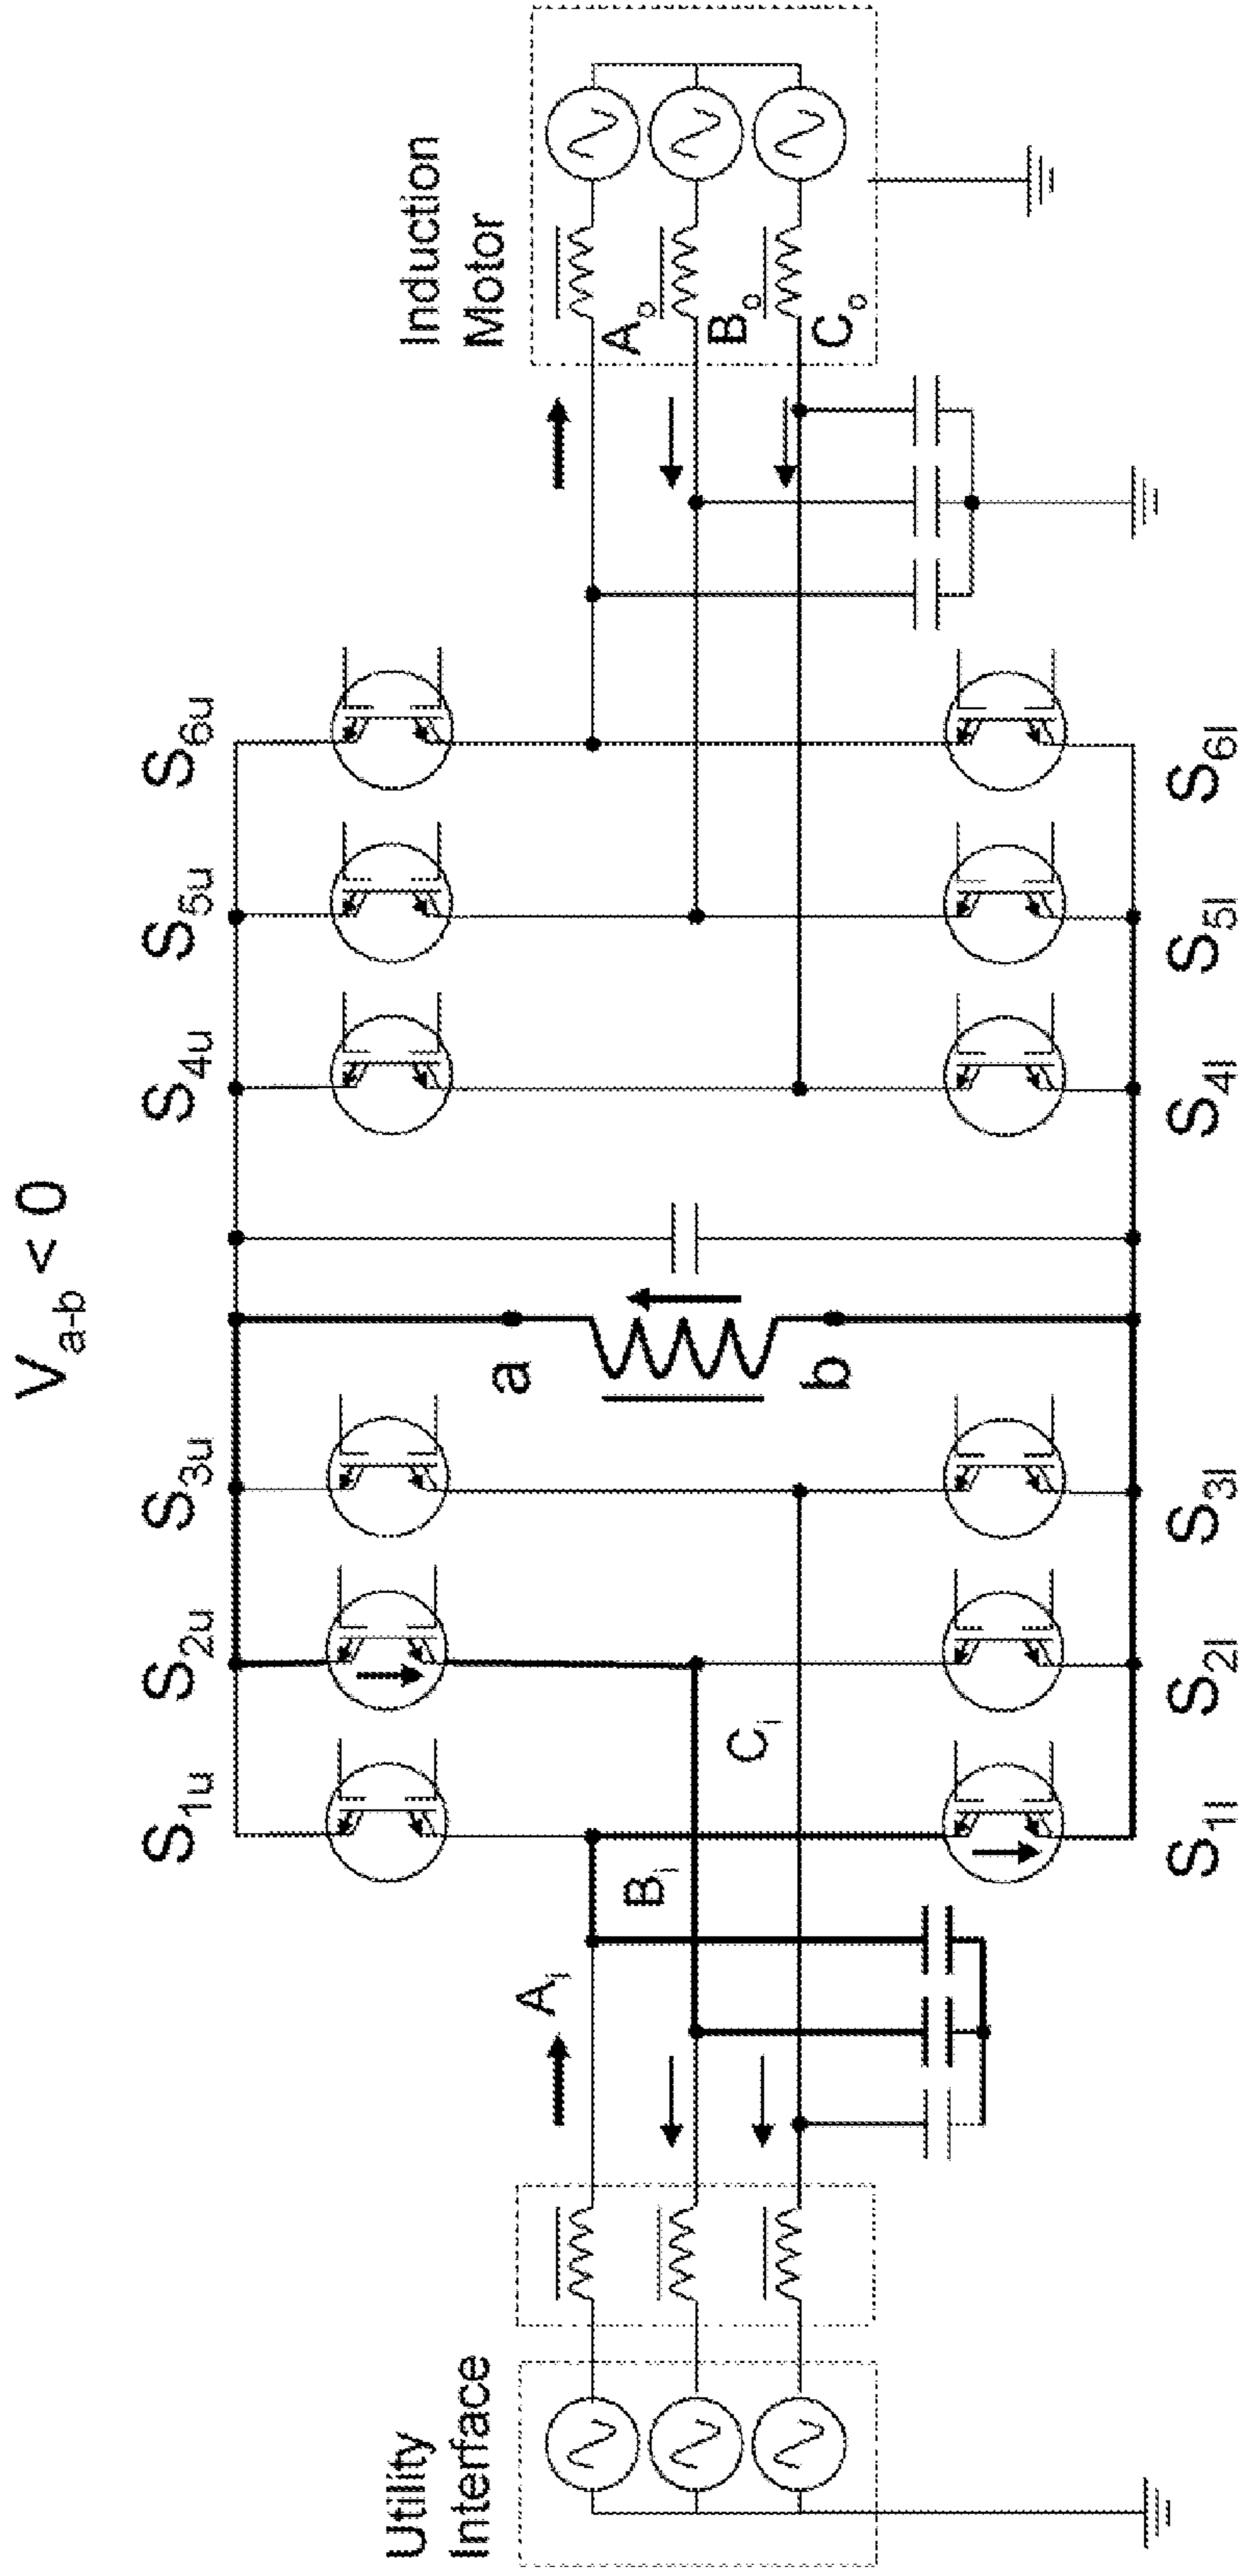 V_a-b < 0
S_1u
S_2u
S_3u
S_4u
S_5u
S_6u
Utility
Interface
Induction
Motor
A_i
B_i
C_i
a
b
A_o
B_o
C_o
S_1l
S_2l
S_3l
S_4l
S_5l
S_6l